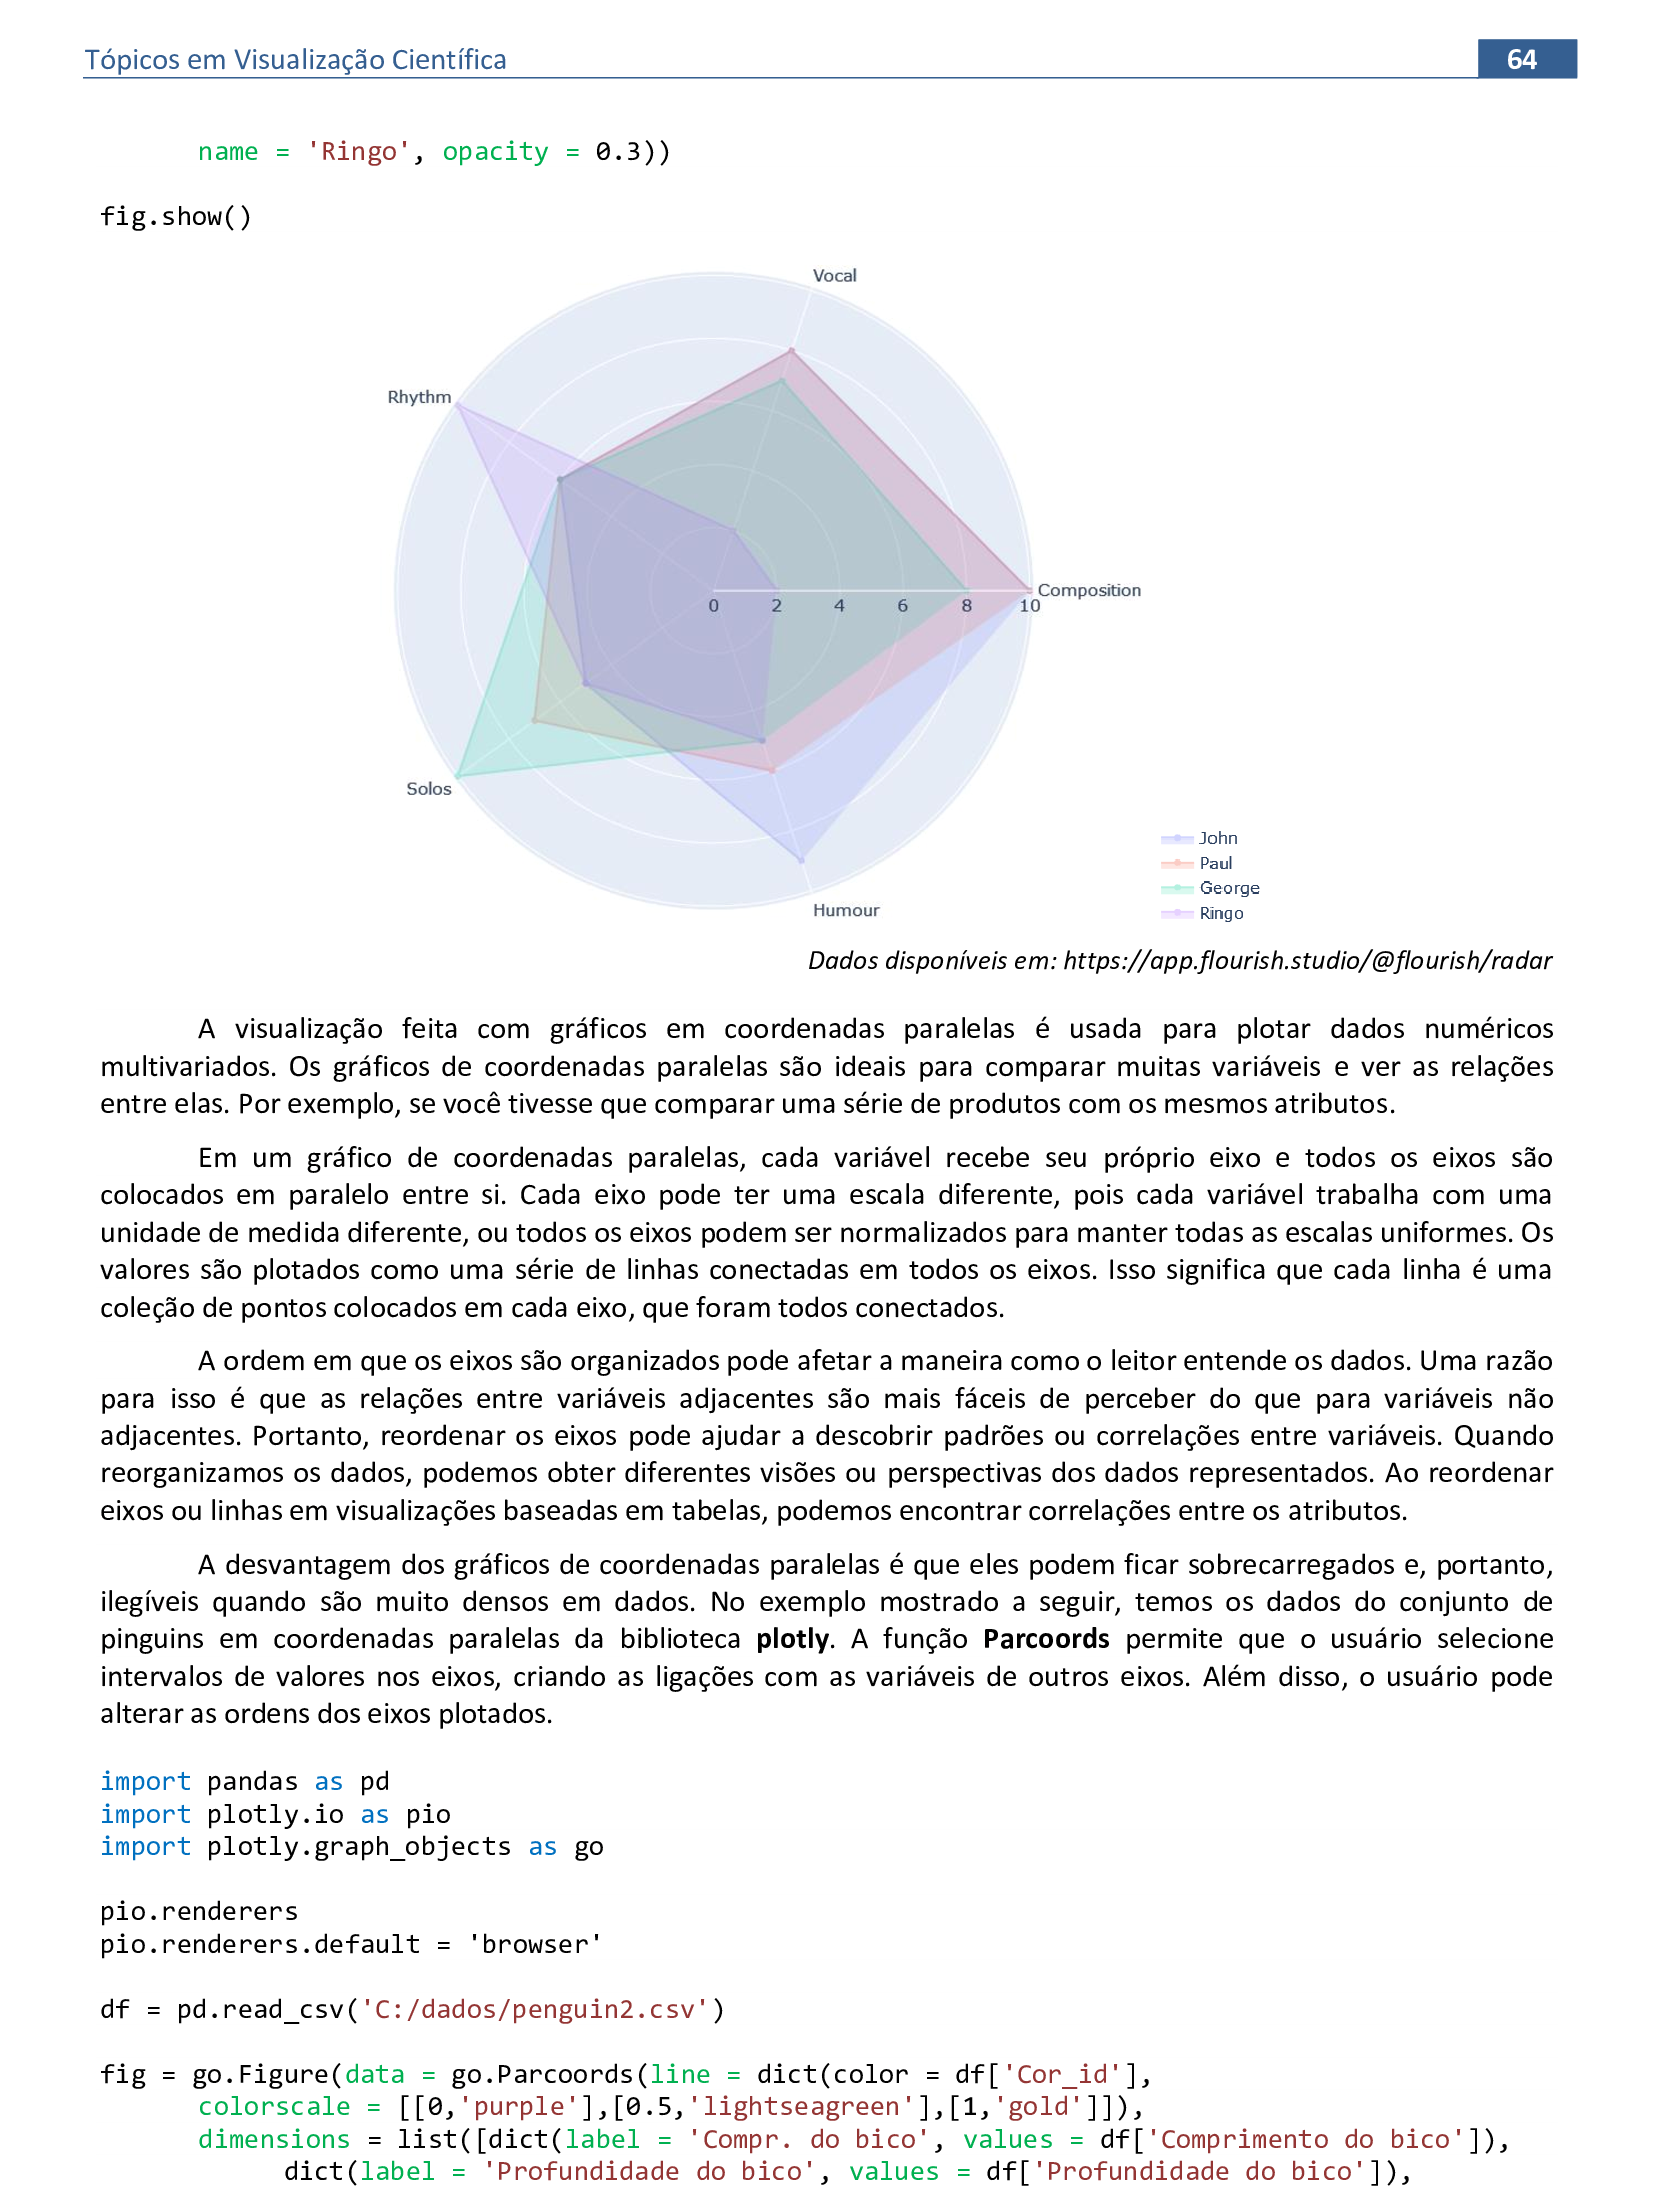 Tópicos em Visualização Científica 64
name = 'Ringo', opacity = 0.3))
fig.show()
Vocal
Rhythm
Composition
0 2 4 6 8 10
Solos
Humour
John
Paul
George
Ringo
Dados disponíveis em: https://app.flourish.studio/@flourish/radar
A visualização feita com gráficos em coordenadas paralelas é usada para plotar dados numéricos
multivariados. Os gráficos de coordenadas paralelas são ideais para comparar muitas variáveis e ver as relações
entre elas. Por exemplo, se você tivesse que comparar uma série de produtos com os mesmos atributos.
Em um gráfico de coordenadas paralelas, cada variável recebe seu próprio eixo e todos os eixos são
colocados em paralelo entre si. Cada eixo pode ter uma escala diferente, pois cada variável trabalha com uma
unidade de medida diferente, ou todos os eixos podem ser normalizados para manter todas as escalas uniformes. Os
valores são plotados como uma série de linhas conectadas em todos os eixos. Isso significa que cada linha é uma
coleção de pontos colocados em cada eixo, que foram todos conectados.
A ordem em que os eixos são organizados pode afetar a maneira como o leitor entende os dados. Uma razão
para isso é que as relações entre variáveis adjacentes são mais fáceis de perceber do que para variáveis não
adjacentes. Portanto, reordenar os eixos pode ajudar a descobrir padrões ou correlações entre variáveis. Quando
reorganizamos os dados, podemos obter diferentes visões ou perspectivas dos dados representados. Ao reordenar
eixos ou linhas em visualizações baseadas em tabelas, podemos encontrar correlações entre os atributos.
A desvantagem dos gráficos de coordenadas paralelas é que eles podem ficar sobrecarregados e, portanto,
ilegíveis quando são muito densos em dados. No exemplo mostrado a seguir, temos os dados do conjunto de
pinguins em coordenadas paralelas da biblioteca plotly. A função Parcoords permite que o usuário selecione
intervalos de valores nos eixos, criando as ligações com as variáveis de outros eixos. Além disso, o usuário pode
alterar as ordens dos eixos plotados.
import pandas as pd
import plotly.io as pio
import plotly.graph_objects as go
pio.renderers
pio.renderers.default = 'browser'
df = pd.read_csv('C:/dados/penguin2.csv')
fig = go.Figure(data = go.Parcoords(line = dict(color = df['Cor_id'],
colorscale = [[0,'purple'],[0.5,'lightseagreen'],[1,'gold']]),
dimensions = list([dict(label = 'Compr. do bico', values = df['Comprimento do bico']),
dict(label = 'Profundidade do bico', values = df['Profundidade do bico']),